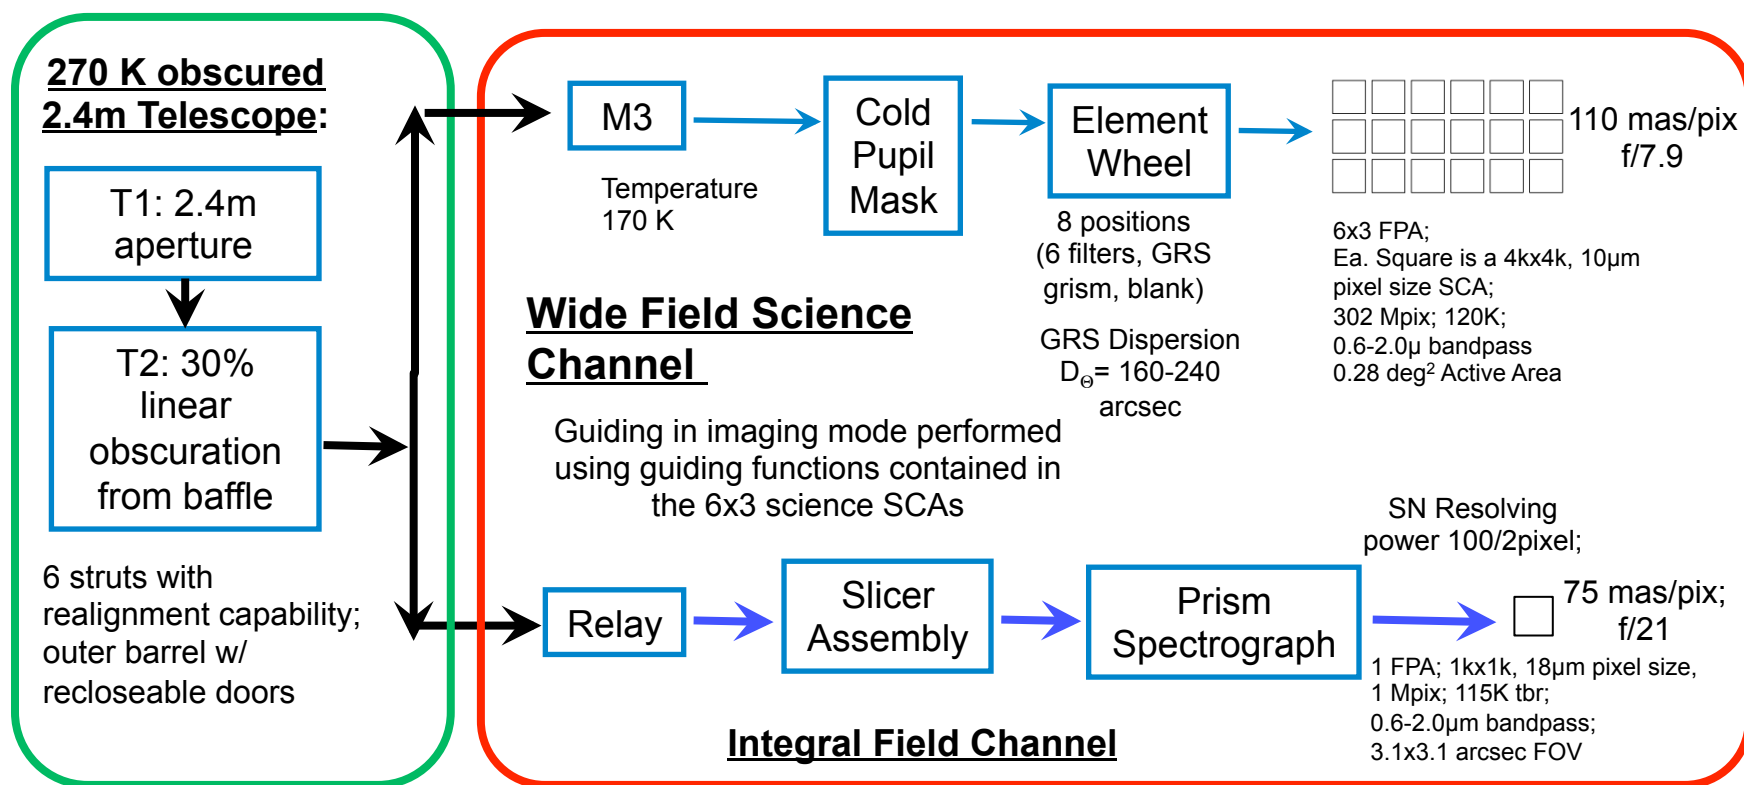 270 K obscured
2.4m Telescope:
T1: 2.4m
aperture
T2: 30%
linear
obscuration
from baffle
6 struts with
realignment capability;
outer barrel w/
recloseable doors
M3
Temperature
170 K
Cold
Pupil
Mask
Element
Wheel
8 positions
(6 filters, GRS
grism, blank)
GRS Dispersion
D_Θ= 160-240
arcsec
110 mas/pix
f/7.9
6x3 FPA;
Ea. Square is a 4kx4k, 10µm
pixel size SCA;
302 Mpix; 120K;
0.6-2.0µ bandpass
0.28 deg² Active Area
Wide Field Science
Channel
Guiding in imaging mode performed
using guiding functions contained in
the 6x3 science SCAs
Relay
Slicer
Assembly
Prism
Spectrograph
SN Resolving
power 100/2pixel;
75 mas/pix;
f/21
1 FPA; 1kx1k, 18µm pixel size,
1 Mpix; 115K tbr;
0.6-2.0µm bandpass;
3.1x3.1 arcsec FOV
Integral Field Channel